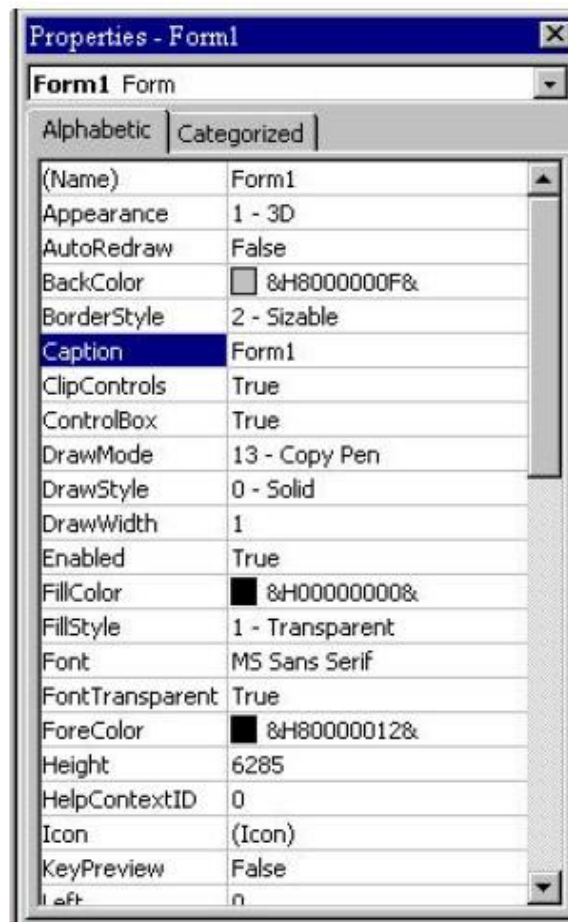 Properties - Form1
Form1 Form
Alphabetic Categorized
(Name) Form1
Appearance 1 - 3D
AutoRedraw False
BackColor &H8000000F&
BorderStyle 2 - Sizable
Caption Form1
ClipControls True
ControlBox True
DrawMode 13 - Copy Pen
DrawStyle 0 - Solid
DrawWidth 1
Enabled True
FillColor &H00000000&
FillStyle 1 - Transparent
Font MS Sans Serif
FontTransparent True
ForeColor &H80000012&
Height 6285
HelpContextID 0
Icon (Icon)
KeyPreview False
Left 0